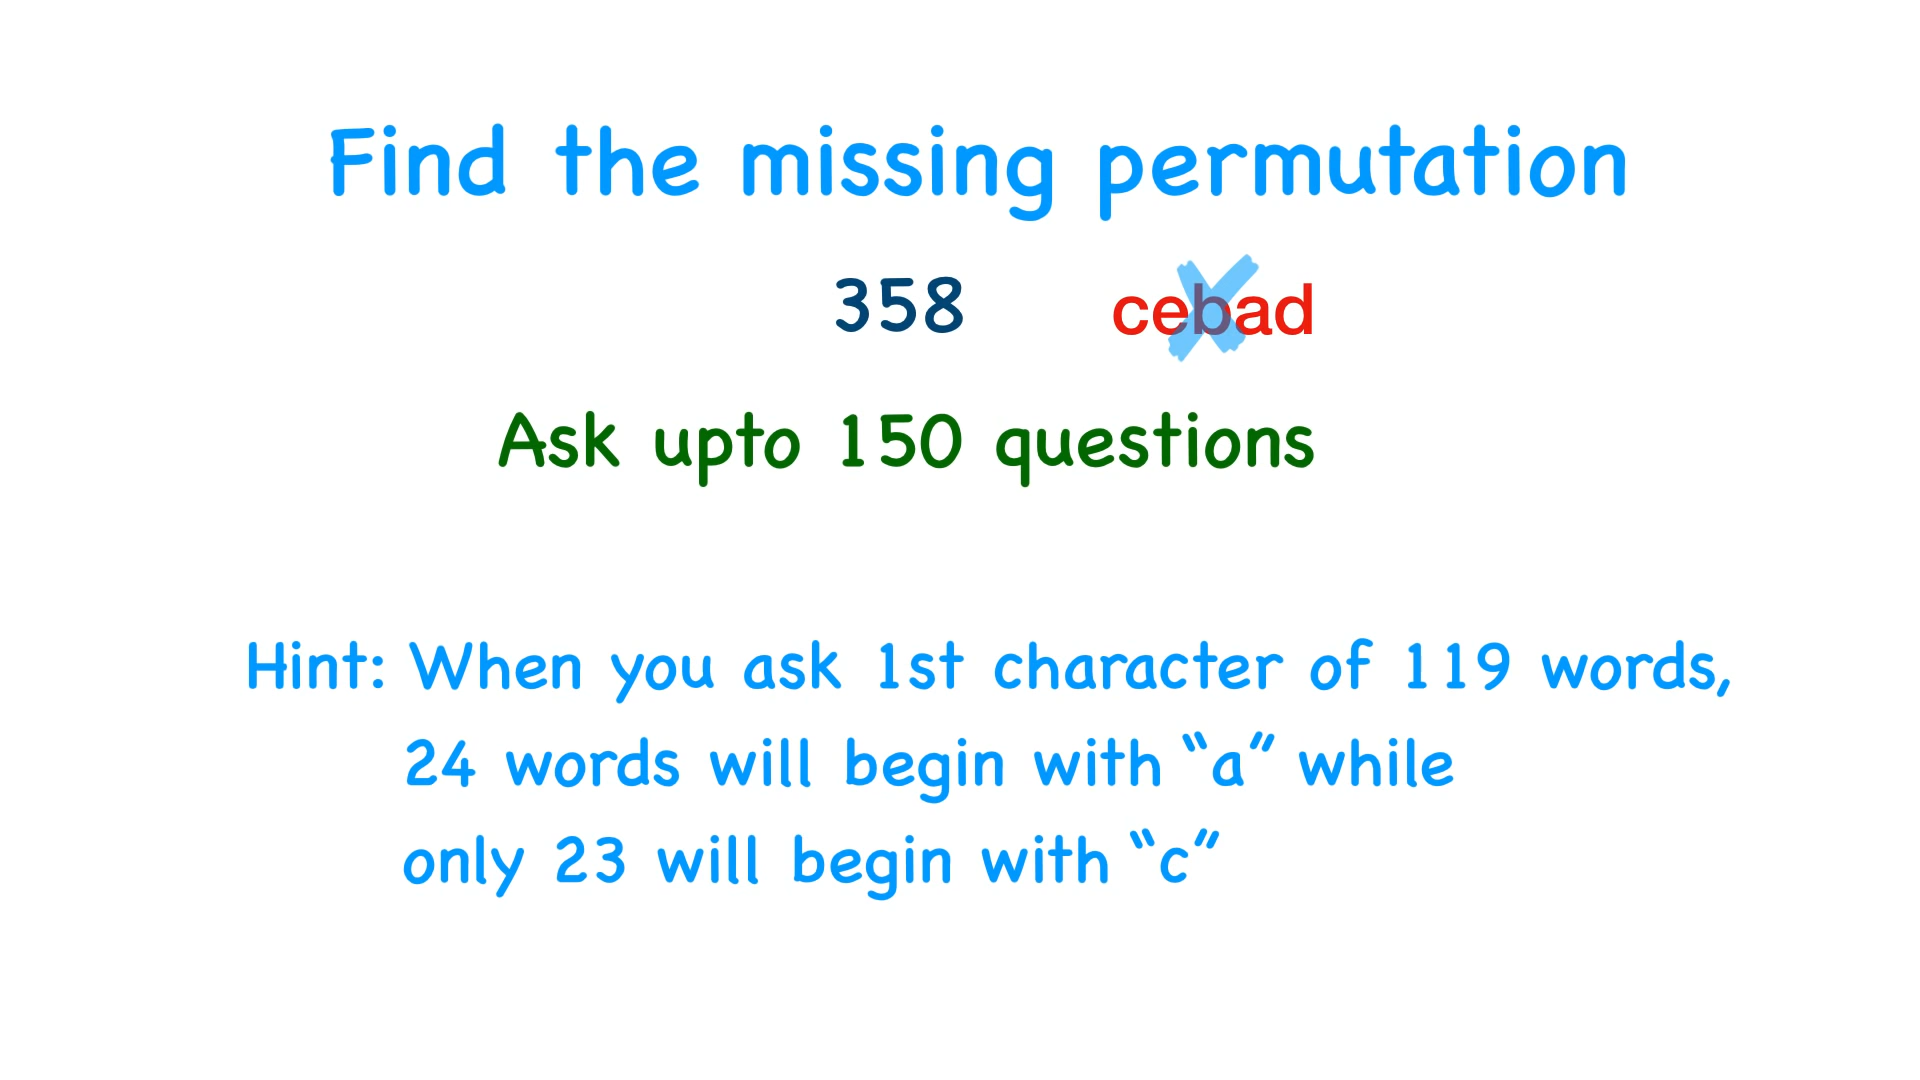 Find the missing permutation
358 cebad
Ask upto 150 questions
Hint: When you ask 1st character of 119 words,
24 words will begin with “a” while
only 23 will begin with “c”